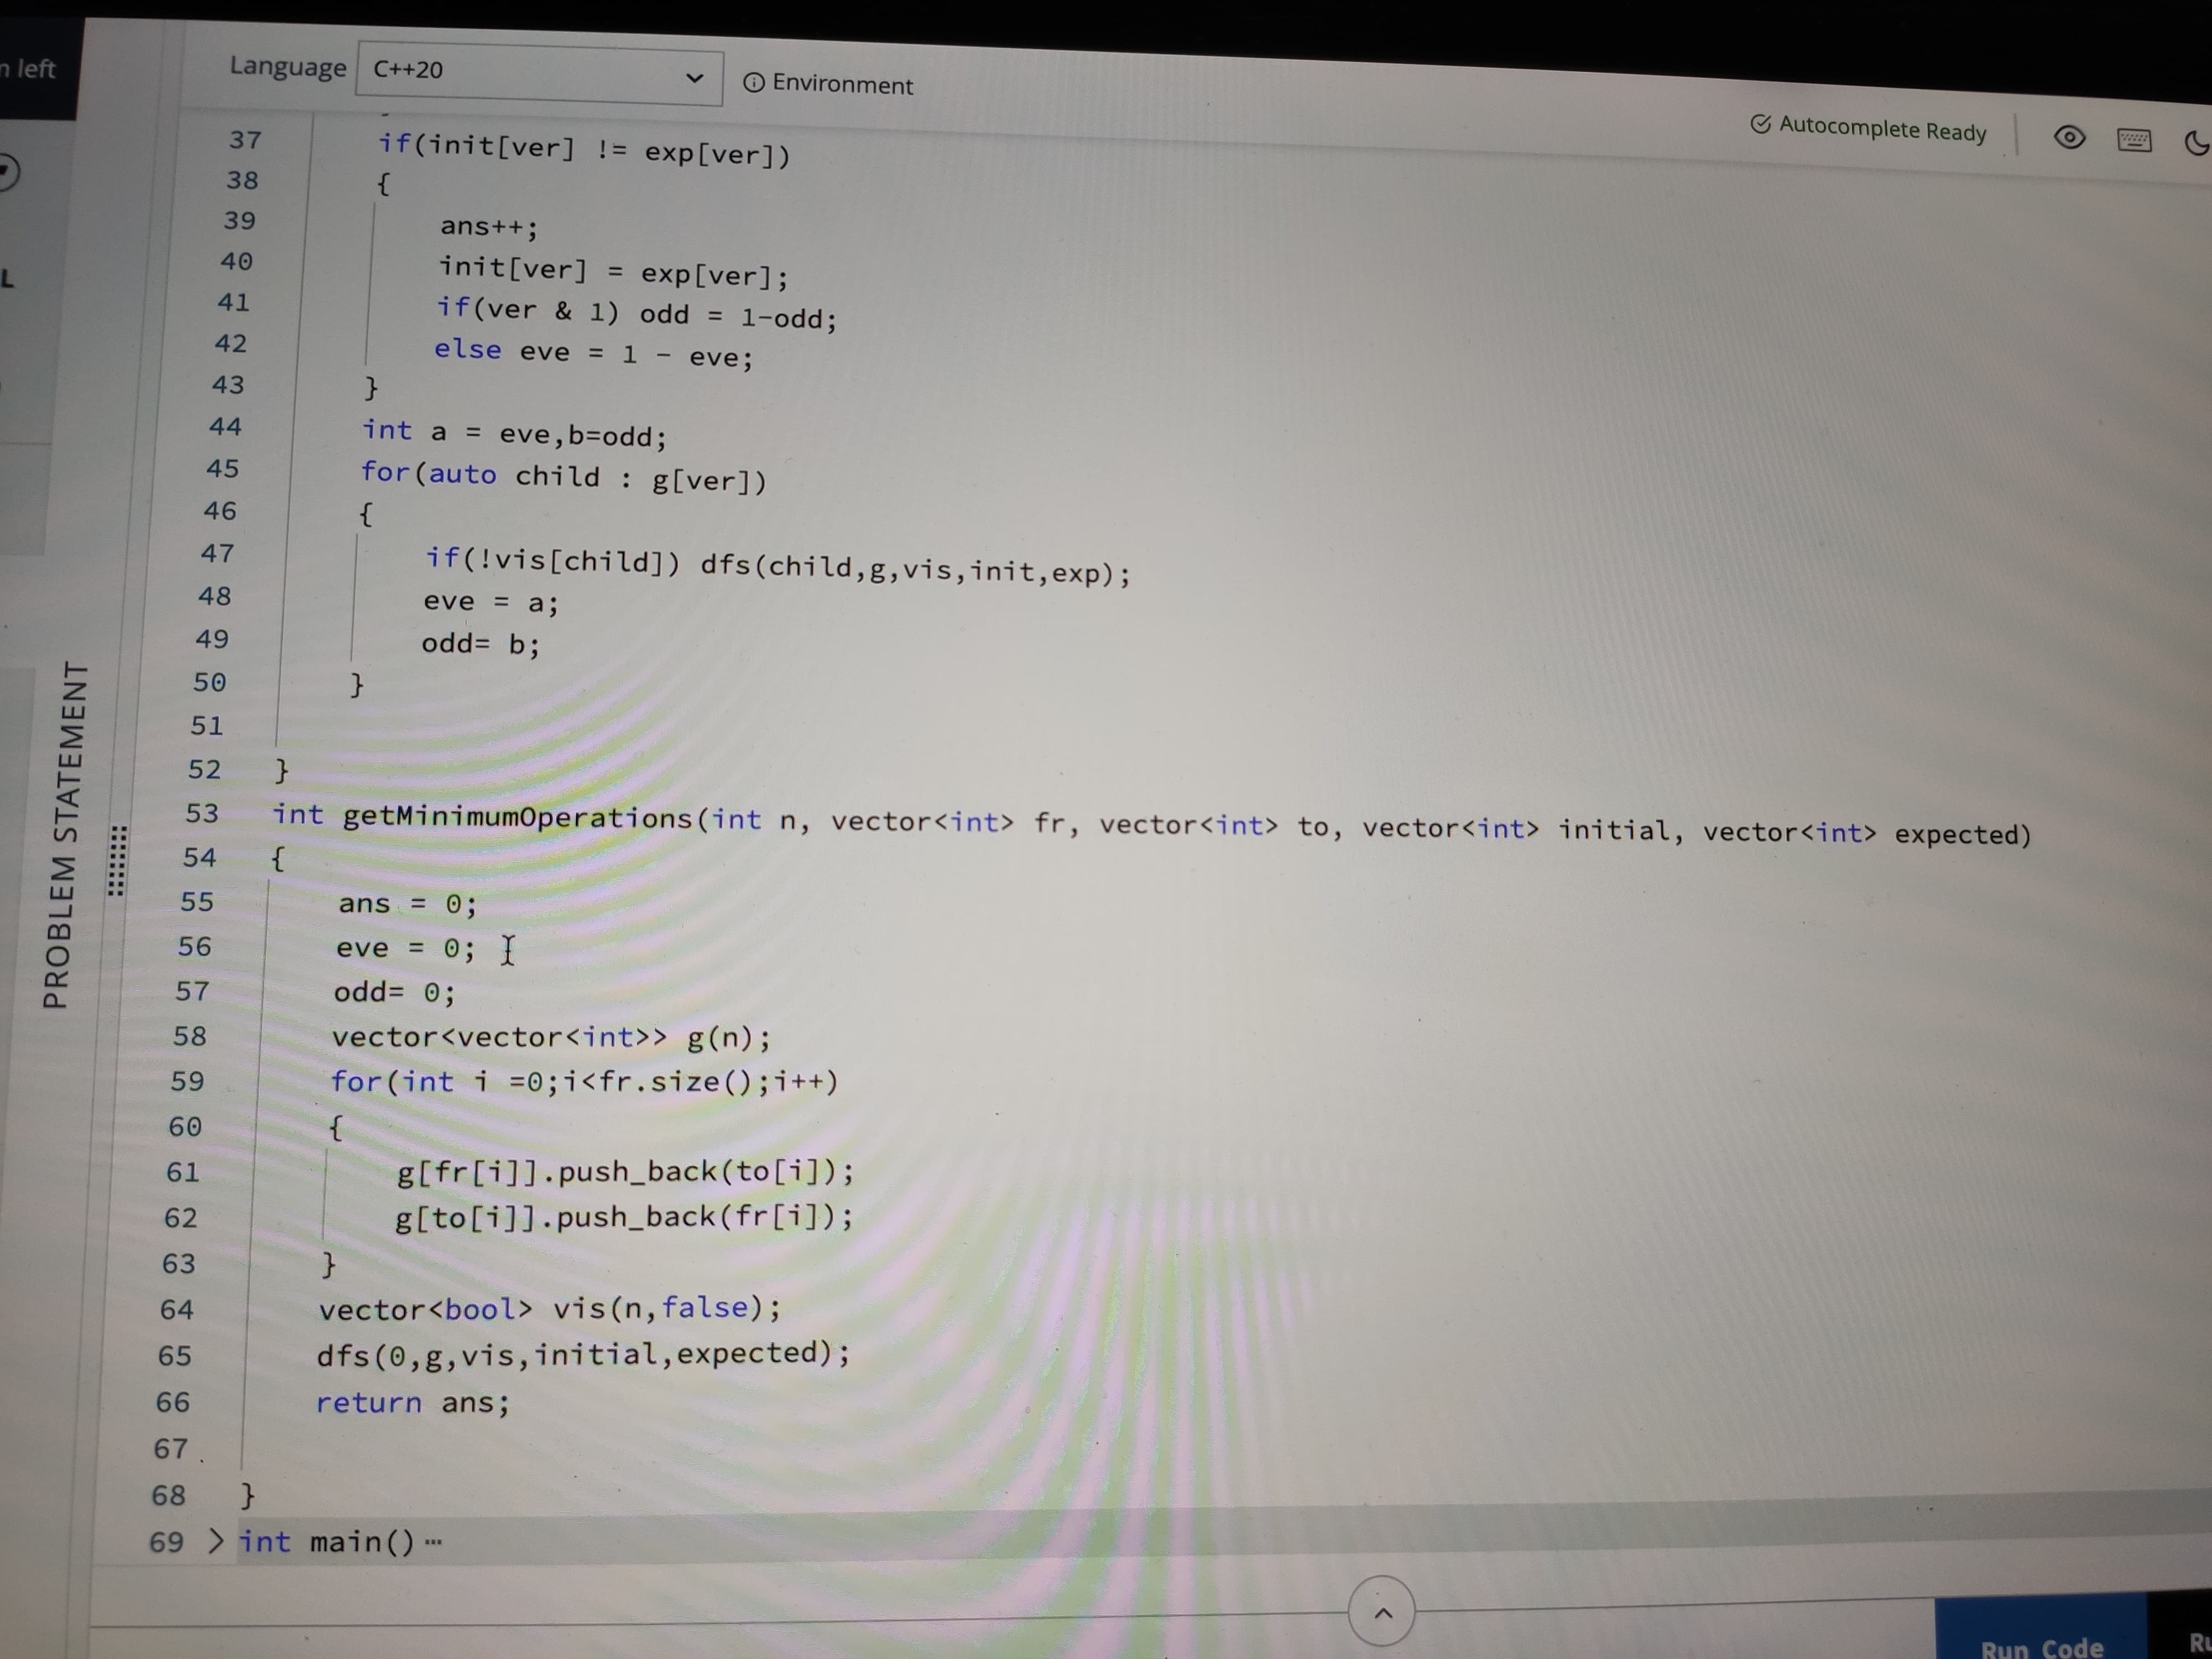 n left
Language C++20 Environment
Autocomplete Ready
L
PROBLEM STATEMENT
37 if(init[ver] != exp[ver])
38 {
39 ans++;
40 init[ver] = exp[ver];
41 if(ver & 1) odd = 1-odd;
42 else eve = 1 - eve;
43 }
44 int a = eve,b=odd;
45 for(auto child : g[ver])
46 {
47 if(!vis[child]) dfs(child,g,vis,init,exp);
48 eve = a;
49 odd= b;
50 }
51
52 }
53 int getMinimumOperations(int n, vector<int> fr, vector<int> to, vector<int> initial, vector<int> expected)
54 {
55 ans = 0;
56 eve = 0;
57 odd= 0;
58 vector<vector<int>> g(n);
59 for(int i =0;i<fr.size();i++)
60 {
61 g[fr[i]].push_back(to[i]);
62 g[to[i]].push_back(fr[i]);
63 }
64 vector<bool> vis(n,false);
65 dfs(0,g,vis,initial,expected);
66 return ans;
67
68 }
69 > int main() ⋯
Run Code
Ru